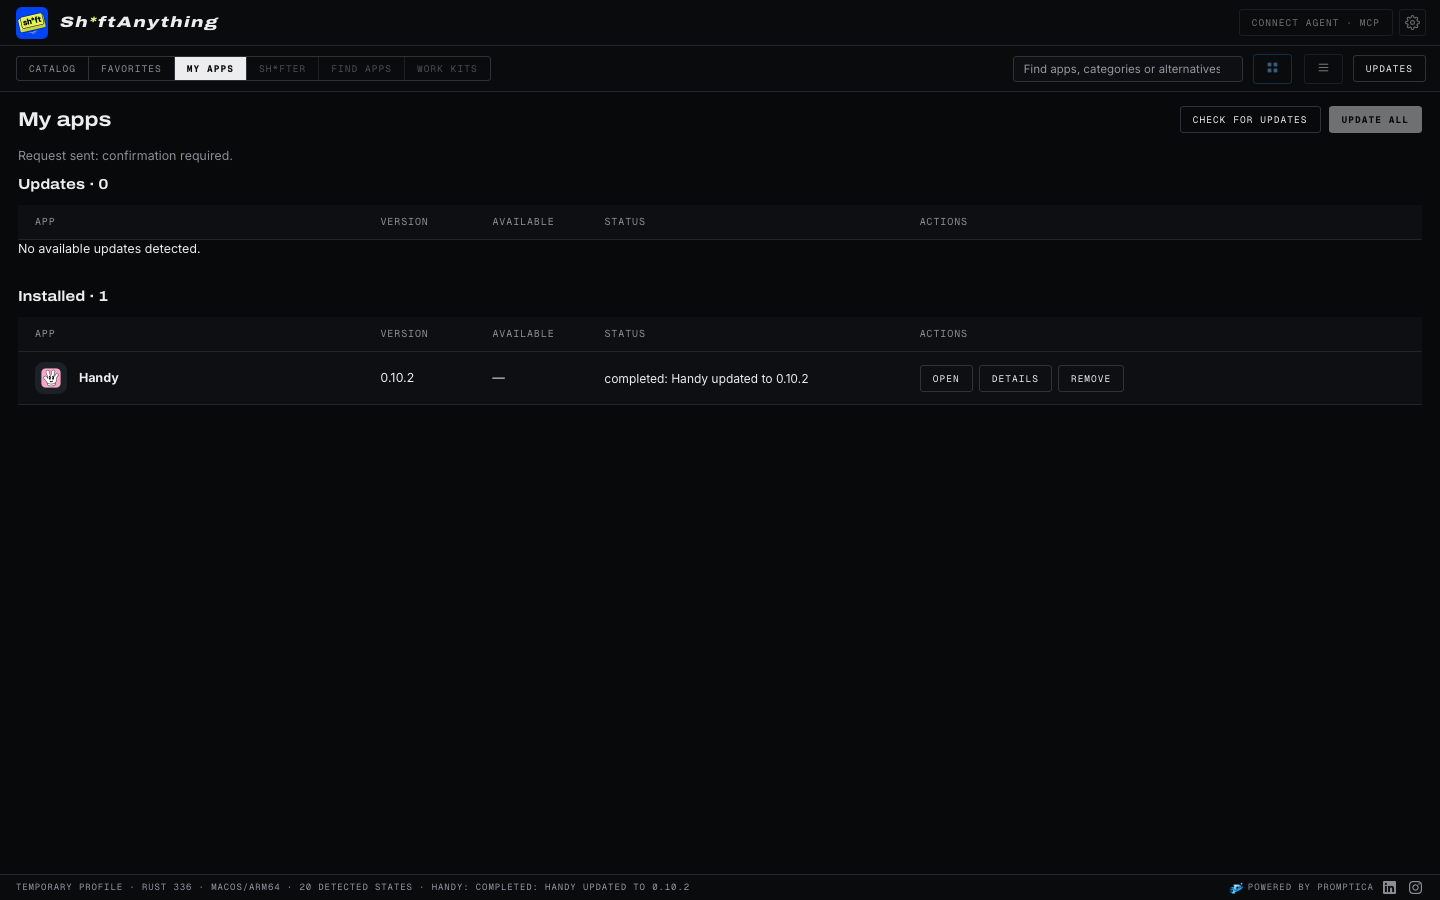 sh*ft Sh*ftAnything CONNECT AGENT · MCP
CATALOG FAVORITES MY APPS SH*FTER FIND APPS WORK KITS Find apps, categories or alternatives UPDATES
My apps CHECK FOR UPDATES UPDATE ALL
Request sent: confirmation required.
Updates · 0
APP VERSION AVAILABLE STATUS ACTIONS
No available updates detected.
Installed · 1
APP VERSION AVAILABLE STATUS ACTIONS
Handy 0.10.2 — completed: Handy updated to 0.10.2 OPEN DETAILS REMOVE
TEMPORARY PROFILE · RUST 336 · MACOS/ARM64 · 20 DETECTED STATES · HANDY: COMPLETED: HANDY UPDATED TO 0.10.2 POWERED BY PROMPTICA